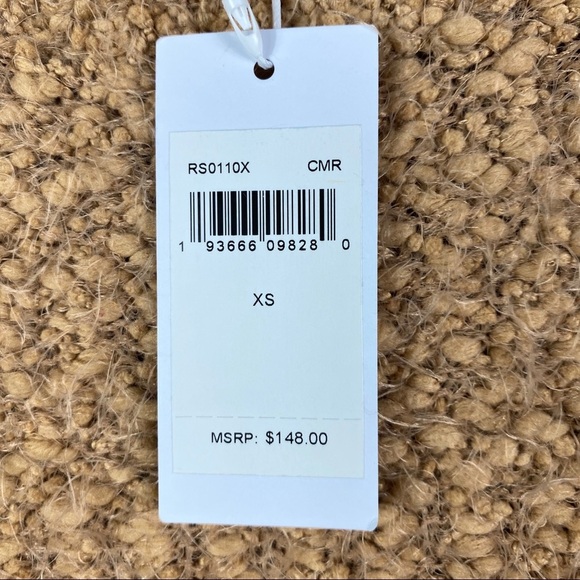 RS0110X CMR
1 93666 09828 0
XS
MSRP: $148.00